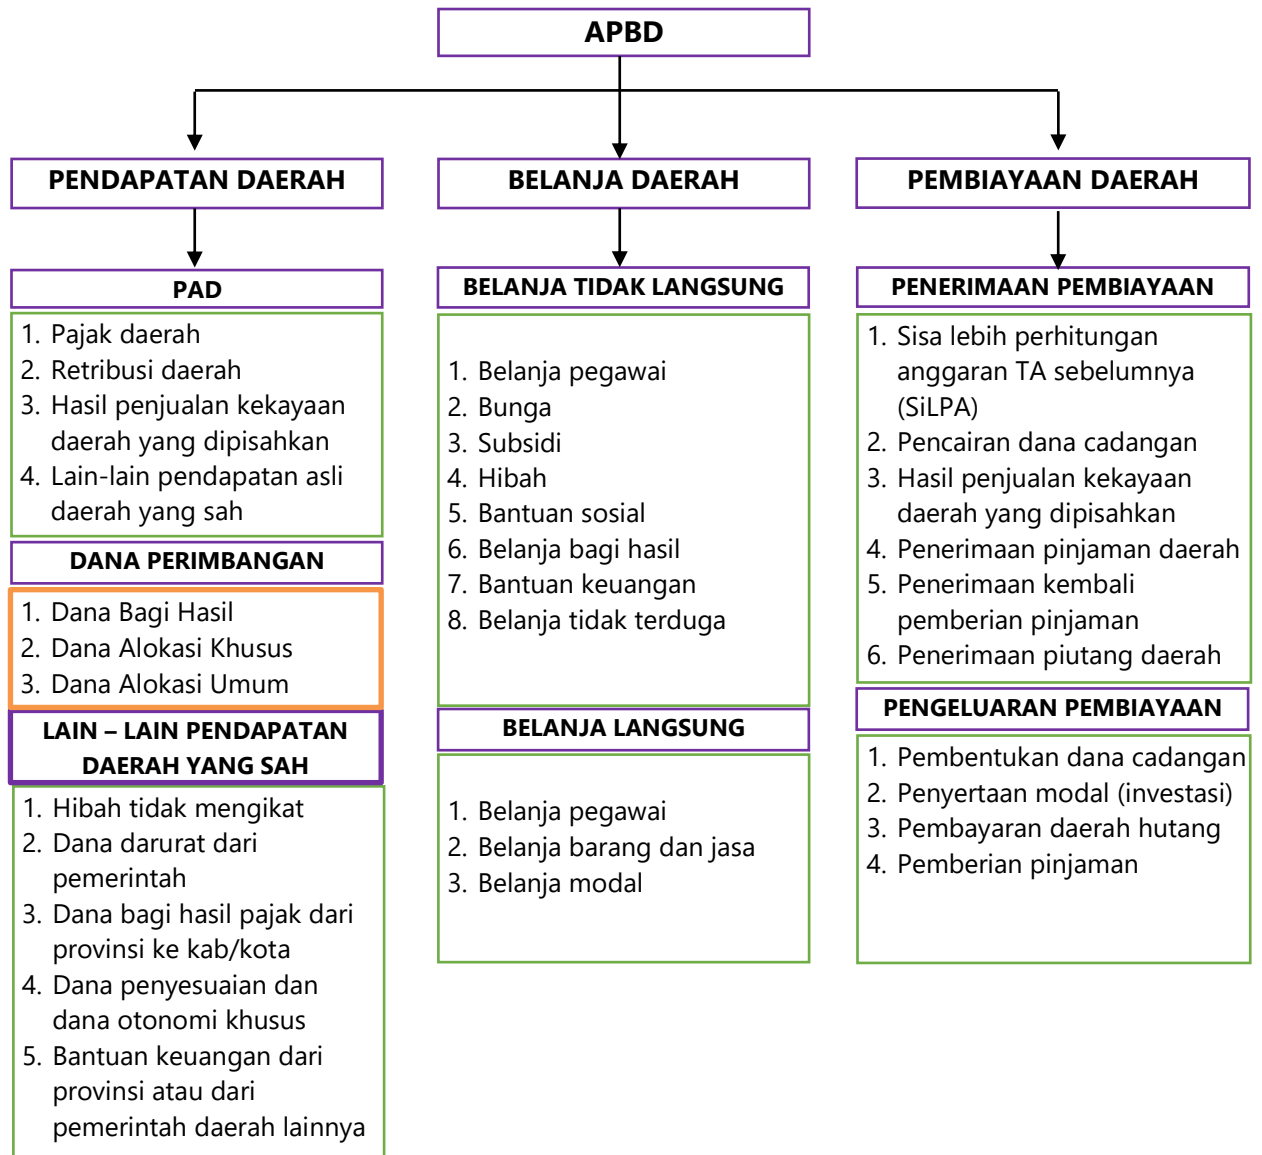 APBD
PENDAPATAN DAERAH
PAD
1. Pajak daerah
2. Retribusi daerah
3. Hasil penjualan kekayaan
daerah yang dipisahkan
4. Lain-lain pendapatan asli
daerah yang sah
DANA PERIMBANGAN
1. Dana Bagi Hasil
2. Dana Alokasi Khusus
3. Dana Alokasi Umum
LAIN – LAIN PENDAPATAN
DAERAH YANG SAH
1. Hibah tidak mengikat
2. Dana darurat dari
pemerintah
3. Dana bagi hasil pajak dari
provinsi ke kab/kota
4. Dana penyesuaian dan
dana otonomi khusus
5. Bantuan keuangan dari
provinsi atau dari
pemerintah daerah lainnya
BELANJA DAERAH
BELANJA TIDAK LANGSUNG
1. Belanja pegawai
2. Bunga
3. Subsidi
4. Hibah
5. Bantuan sosial
6. Belanja bagi hasil
7. Bantuan keuangan
8. Belanja tidak terduga
BELANJA LANGSUNG
1. Belanja pegawai
2. Belanja barang dan jasa
3. Belanja modal
PEMBIAYAAN DAERAH
PENERIMAAN PEMBIAYAAN
1. Sisa lebih perhitungan
anggaran TA sebelumnya
(SiLPA)
2. Pencairan dana cadangan
3. Hasil penjualan kekayaan
daerah yang dipisahkan
4. Penerimaan pinjaman daerah
5. Penerimaan kembali
pemberian pinjaman
6. Penerimaan piutang daerah
PENGELUARAN PEMBIAYAAN
1. Pembentukan dana cadangan
2. Penyertaan modal (investasi)
3. Pembayaran daerah hutang
4. Pemberian pinjaman